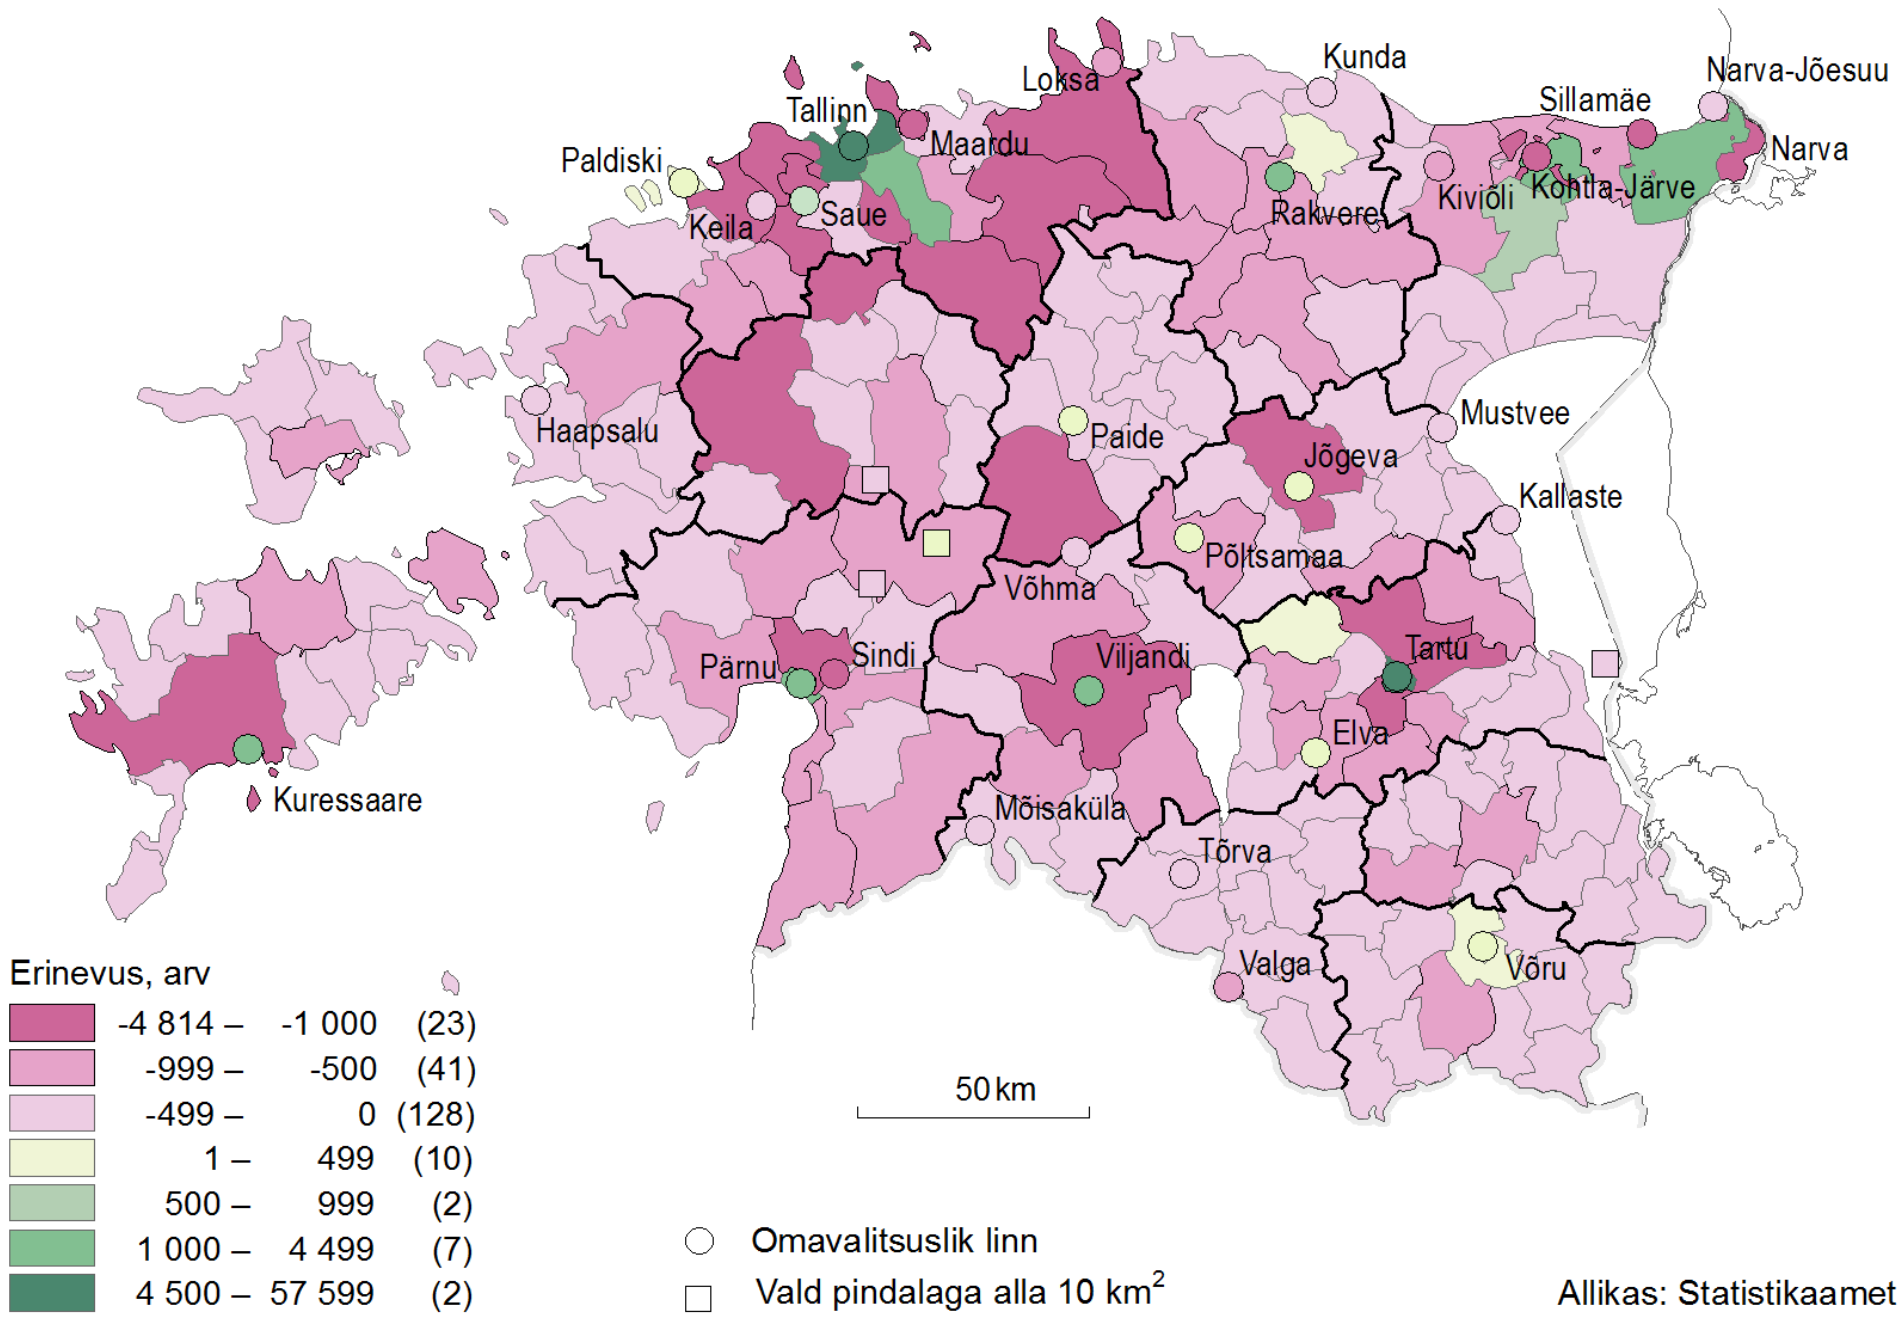 Kunda
Narva-Jõesuu
Loksa
Sillamäe
Tallinn
Maardu
Narva
Paldiski
Kohtla-Järve
Kiviõli
Rakvere
Saue
Keila
Haapsalu
Paide
Mustvee
Jõgeva
Kallaste
Põltsamaa
Võhma
Tartu
Sindi
Viljandi
Pärnu
Elva
Kuressaare
Mõisaküla
Tõrva
Valga
Võru
Erinevus, arv
-4 814 – -1 000 (23)
-999 – -500 (41)
-499 – 0 (128)
1 – 499 (10)
500 – 999 (2)
1 000 – 4 499 (7)
4 500 – 57 599 (2)
50 km
Omavalitsuslik linn
Vald pindalaga alla 10 km²
Allikas: Statistikaamet